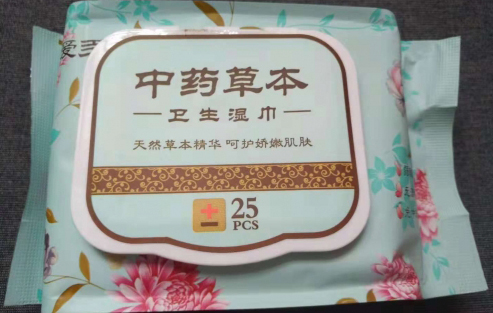 中药草本
卫生湿巾
天然草本精华 呵护娇嫩肌肤
25
PCS